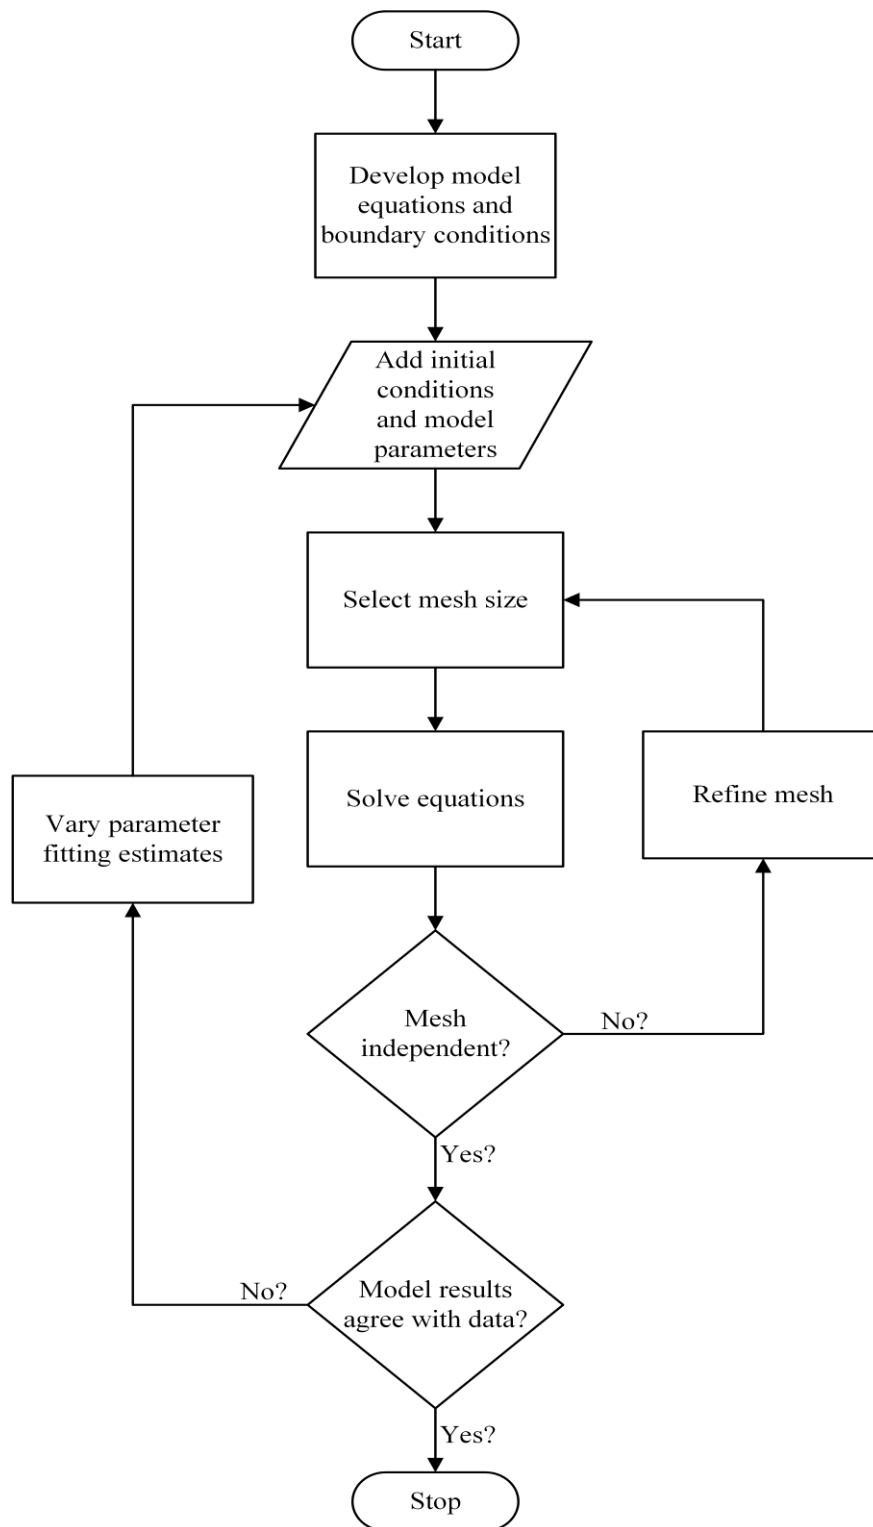 Start
Develop model
equations and
boundary conditions
Add initial
conditions
and model
parameters
Select mesh size
Solve equations
Refine mesh
Vary parameter
fitting estimates
Mesh
independent?
No?
Yes?
No?
Model results
agree with data?
Yes?
Stop